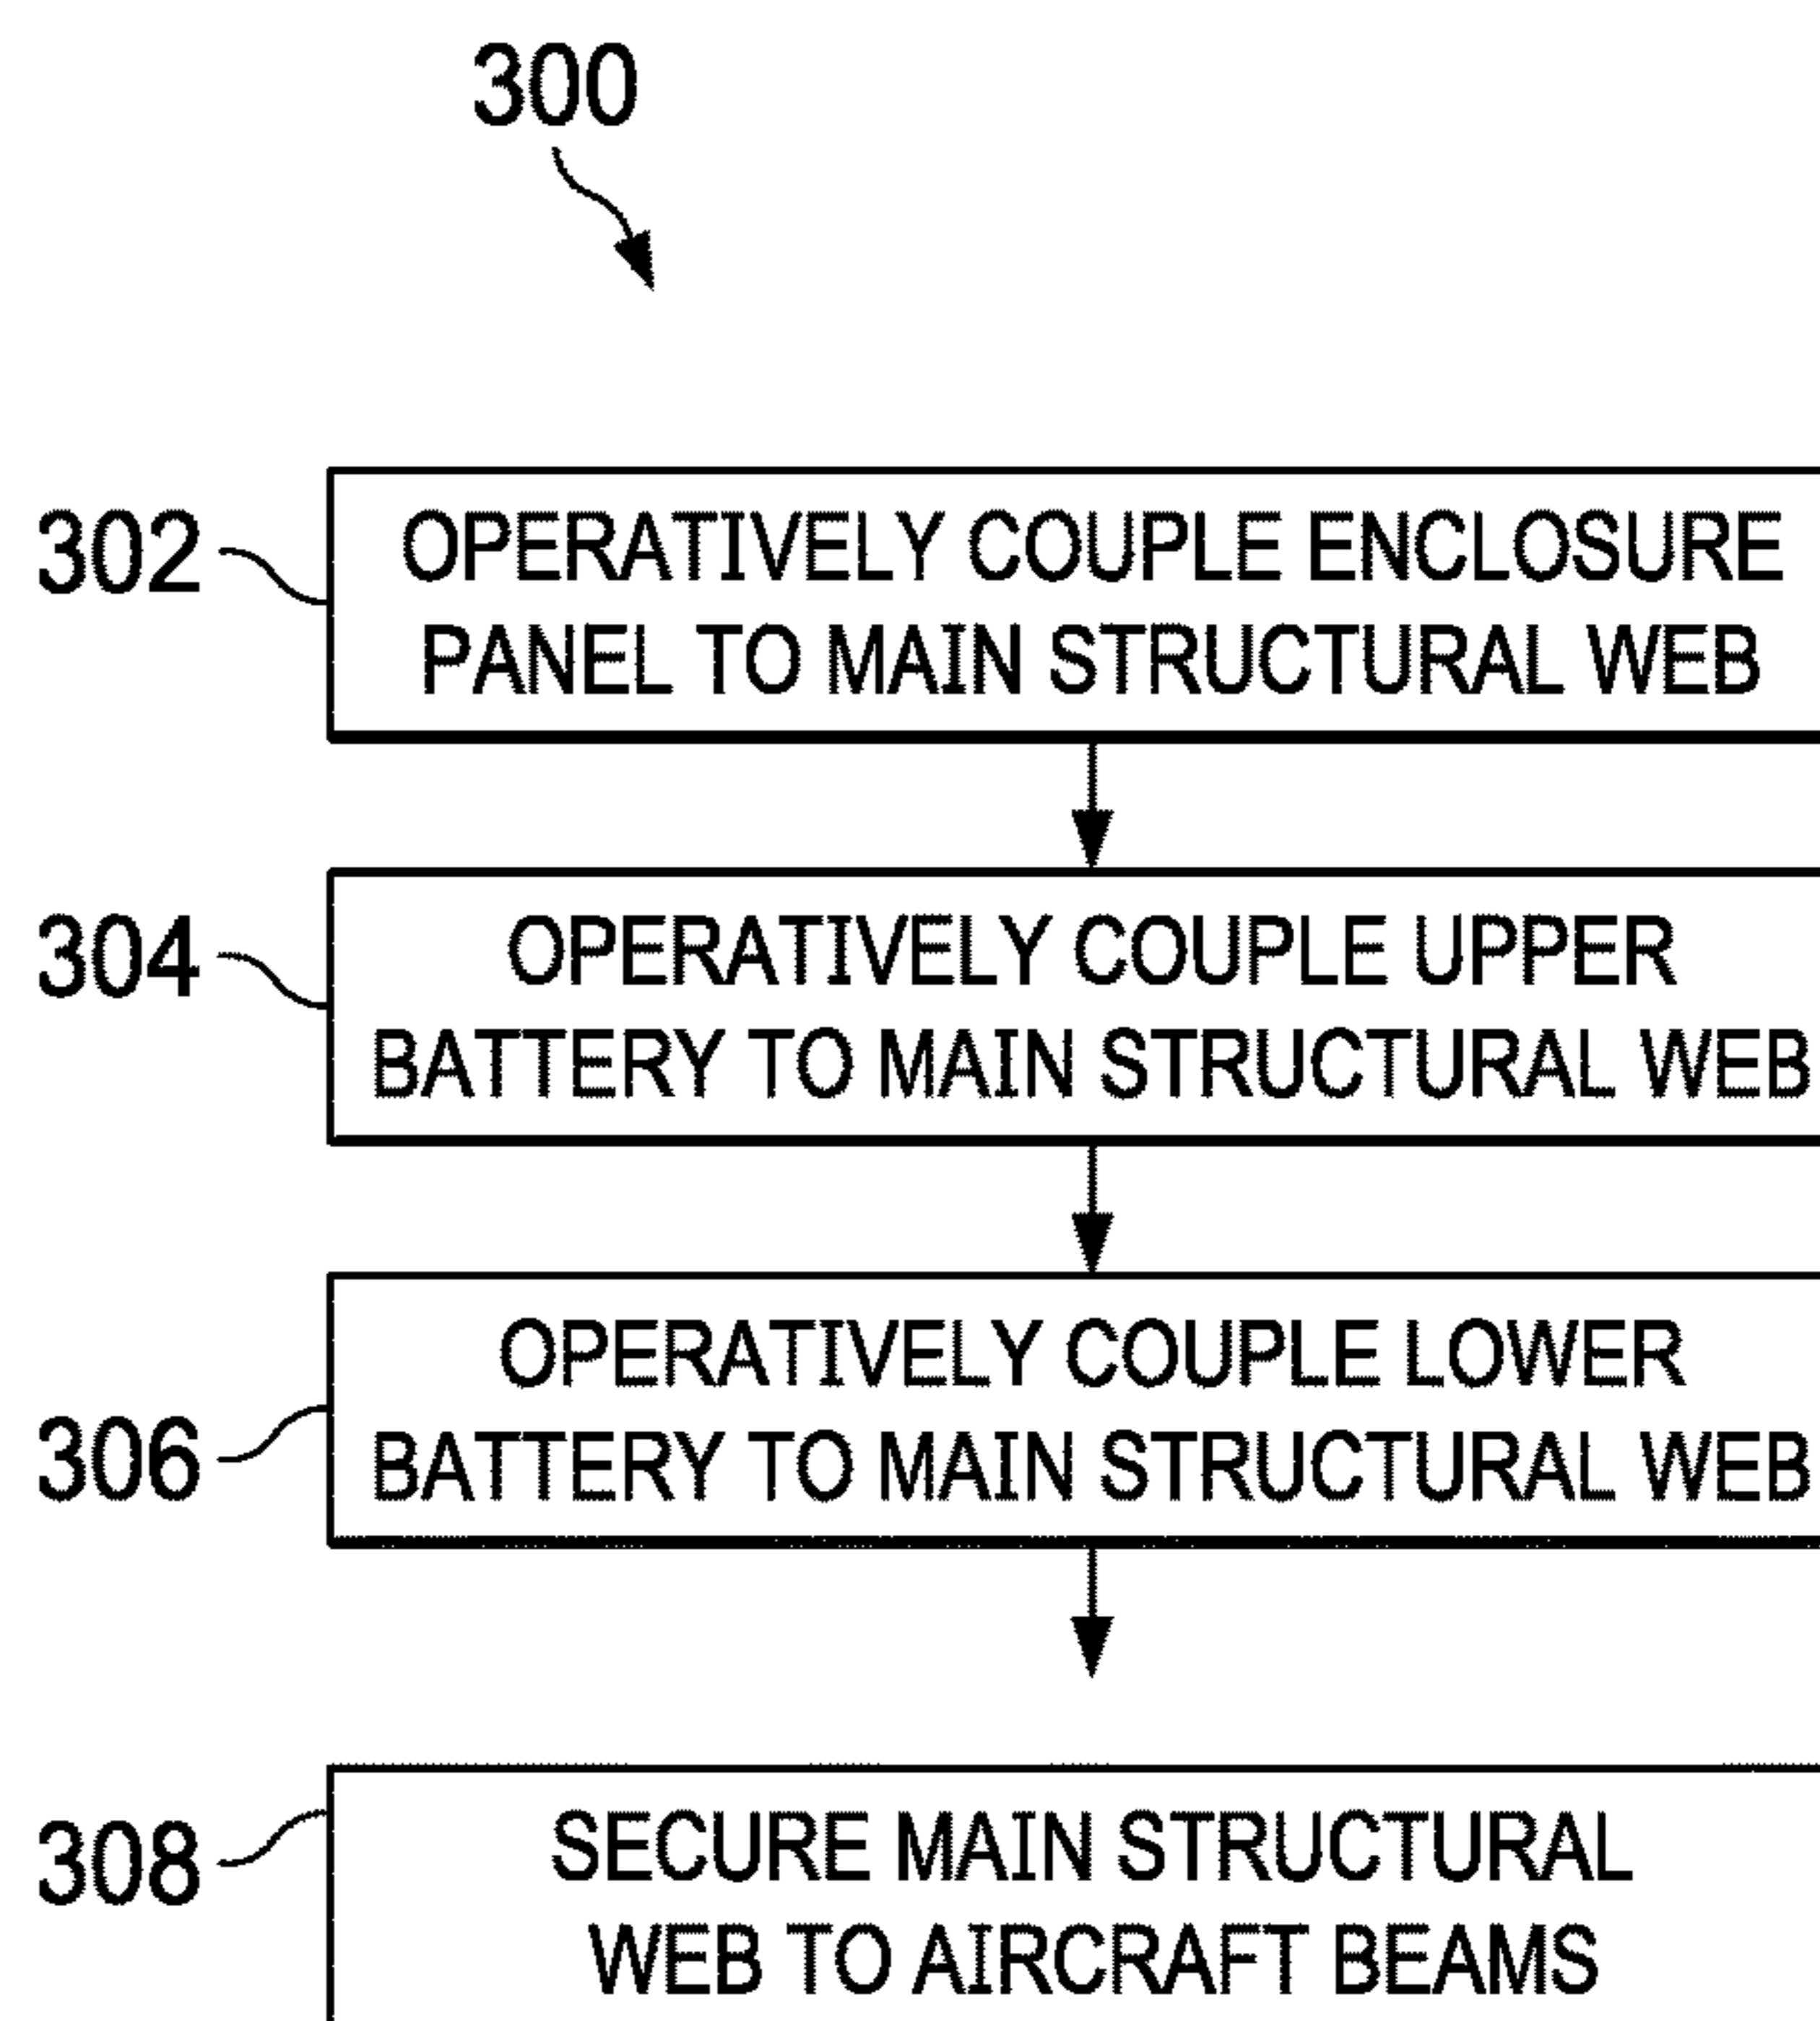 300
302
OPERATIVELY COUPLE ENCLOSURE
PANEL TO MAIN STRUCTURAL WEB
304
OPERATIVELY COUPLE UPPER
BATTERY TO MAIN STRUCTURAL WEB
306
OPERATIVELY COUPLE LOWER
BATTERY TO MAIN STRUCTURAL WEB
308
SECURE MAIN STRUCTURAL
WEB TO AIRCRAFT BEAMS